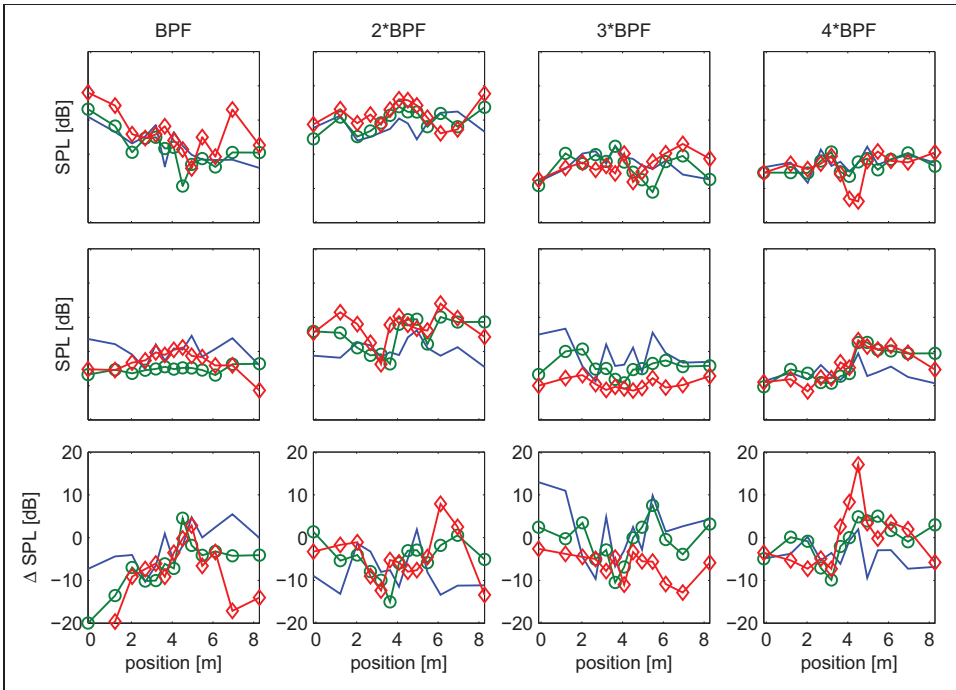 BPF 2*BPF 3*BPF 4*BPF
SPL [dB]
SPL [dB]
Δ SPL [dB]
20 20 20 20
10 10 10 10
0 0 0 0
−10 −10 −10 −10
−20 −20 −20 −20
0 2 4 6 8 0 2 4 6 8 0 2 4 6 8 0 2 4 6 8
position [m] position [m] position [m] position [m]